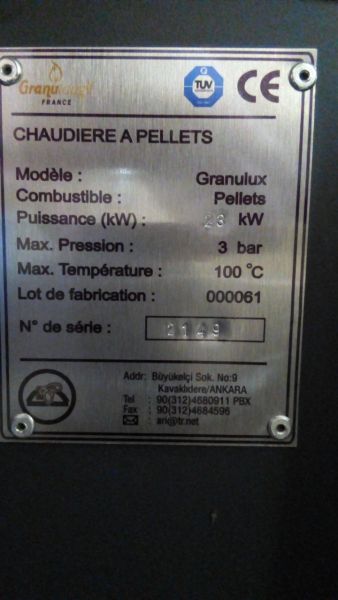 FRANCE
TUV
CE
CHAUDIERE A PELLETS
Modèle : Granulux
Combustible : Pellets
Puissance (kW) : 23 kW
Max. Pression : 3 bar
Max. Température : 100 °C
Lot de fabrication : 000061
N° de série : 2149
Addr: Büyükelçi Sok. No:9
Kavaklıdere/ANKARA
Tel : 90(312)4680911 PBX
Fax : 90(312)4684596
: ari@tr.net